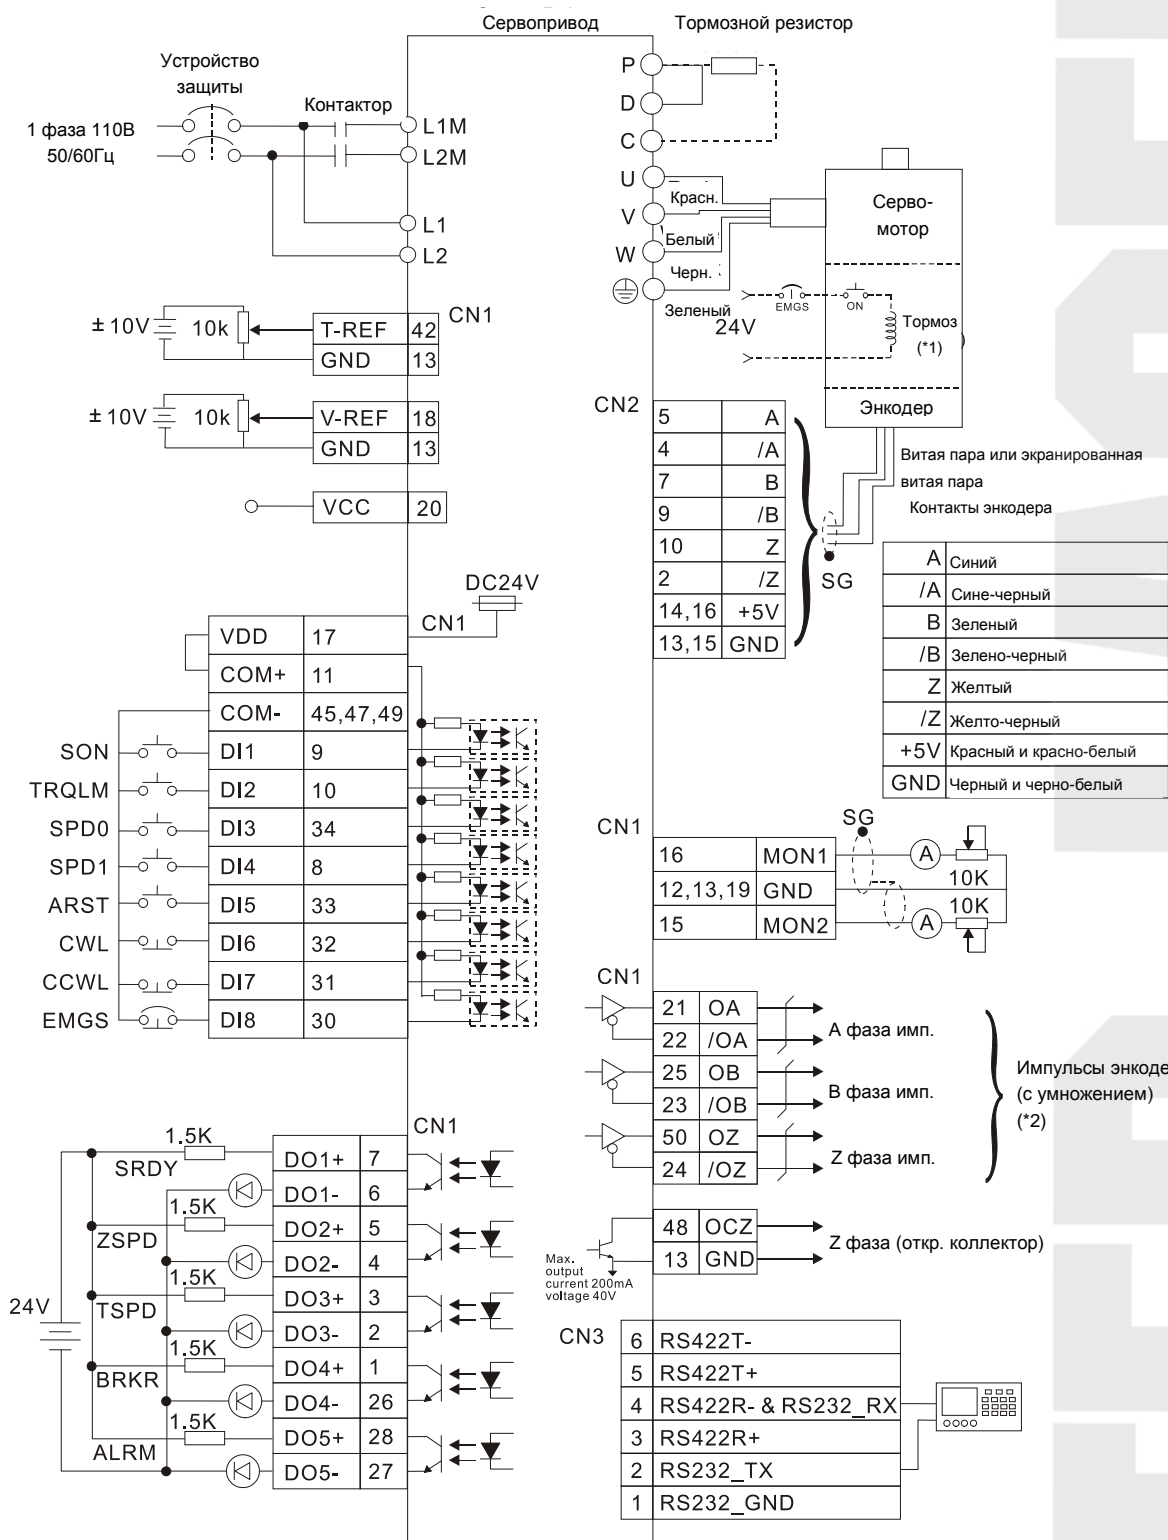 Сервопривод
Тормозной резистор
Устройство
защиты
Контактор
1 фаза 110В
50/60Гц
L1M
L2M
L1
L2
P
D
C
U
V
W
Красн.
Белый
Черн.
Зеленый
Серво-
мотор
24V
EMGS
ON
Тормоз
(*1)
Энкодер
± 10V
10k
T-REF 42
GND 13
CN1
± 10V
10k
V-REF 18
GND 13
VCC 20
CN2
5 A
4 /A
7 B
9 /B
10 Z
2 /Z
14,16 +5V
13,15 GND
SG
Витая пара или экранированная
витая пара
Контакты энкодера
A Синий
/A Сине-черный
B Зеленый
/B Зелено-черный
Z Желтый
/Z Желто-черный
+5V Красный и красно-белый
GND Черный и черно-белый
DC24V
CN1
VDD 17
COM+ 11
COM- 45,47,49
SON DI1 9
TRQLM DI2 10
SPD0 DI3 34
SPD1 DI4 8
ARST DI5 33
CWL DI6 32
CCWL DI7 31
EMGS DI8 30
CN1
SG
16 MON1
12,13,19 GND
15 MON2
A
10K
10K
A
CN1
21 OA
22 /OA
А фаза имп.
25 OB
23 /OB
В фаза имп.
50 OZ
24 /OZ
Z фаза имп.
Импульсы энкоде
(с умножением)
(*2)
48 OCZ
13 GND
Z фаза (откр. коллектор)
Max.
output
current 200mA
voltage 40V
CN1
24V
1.5K
SRDY
DO1+ 7
DO1- 6
1.5K
ZSPD
DO2+ 5
DO2- 4
1.5K
TSPD
DO3+ 3
DO3- 2
1.5K
BRKR
DO4+ 1
DO4- 26
1.5K
ALRM
DO5+ 28
DO5- 27
CN3
6 RS422T-
5 RS422T+
4 RS422R- & RS232_RX
3 RS422R+
2 RS232_TX
1 RS232_GND